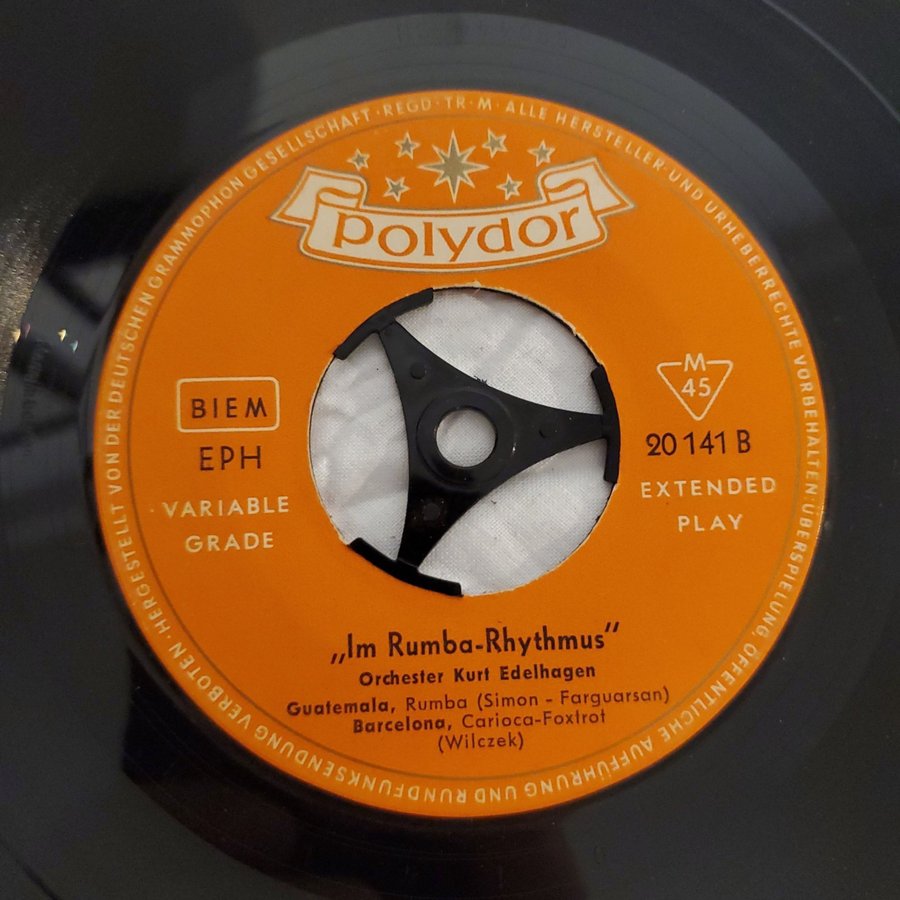 HERGESTELLT VON DER DEUTSCHEN GRAMMOPHON GESELLSCHAFT · REGD · TR · M · ALLE HERSTELLER- UND URHEBERRECHTE VORBEHALTEN · ÜBERSPIELUNG, ÖFFENTLICHE AUFFÜHRUNG UND RUNDFUNKSENDUNG VERBOTEN ·
Polydor
BIEM
EPH
VARIABLE
GRADE
M
45
20 141 B
EXTENDED
PLAY
„Im Rumba-Rhythmus"
Orchester Kurt Edelhagen
Guatemala, Rumba (Simon - Farguarsan)
Barcelona, Carioca-Foxtrot
(Wilczek)